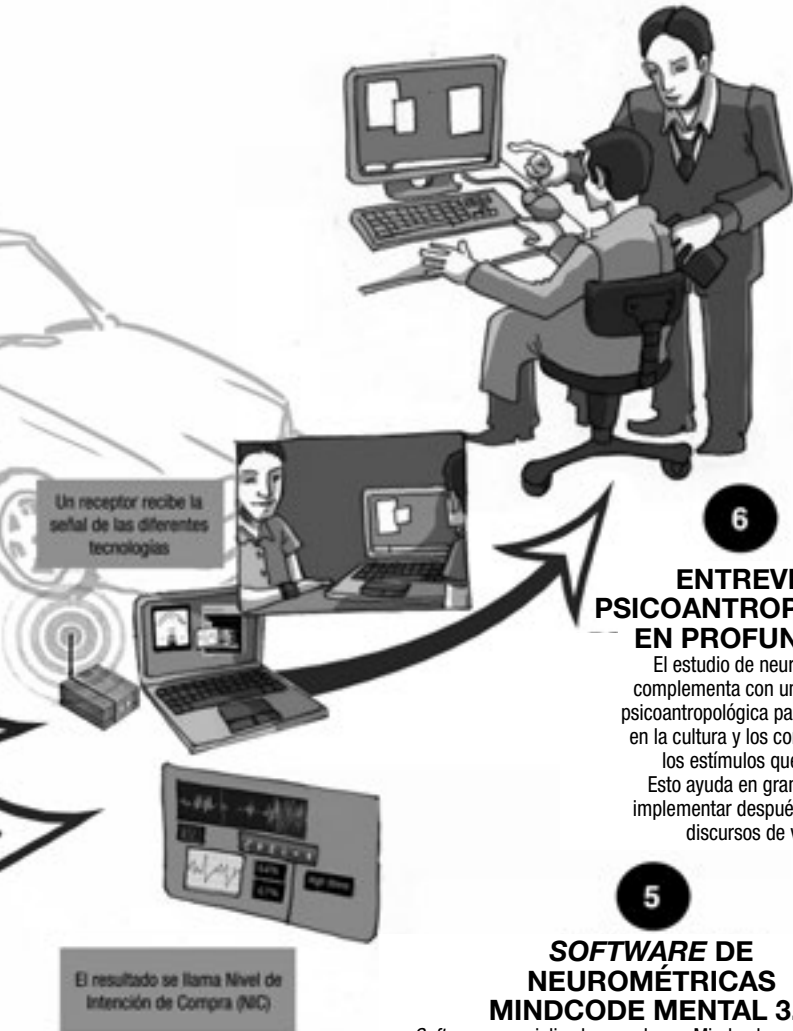 Un receptor recibe la
señal de las diferentes
tecnologías
6
ENTREVI
PSICOANTROP
EN PROFUN
El estudio de neur
complementa con un
psicoantropológica pa
en la cultura y los co
los estímulos que
Esto ayuda en gran
implementar despué
discursos de v
5
SOFTWARE DE
NEUROMÉTRICAS
MINDCODE MENTAL 3
El resultado se llama Nivel de
Intención de Compra (NIC)